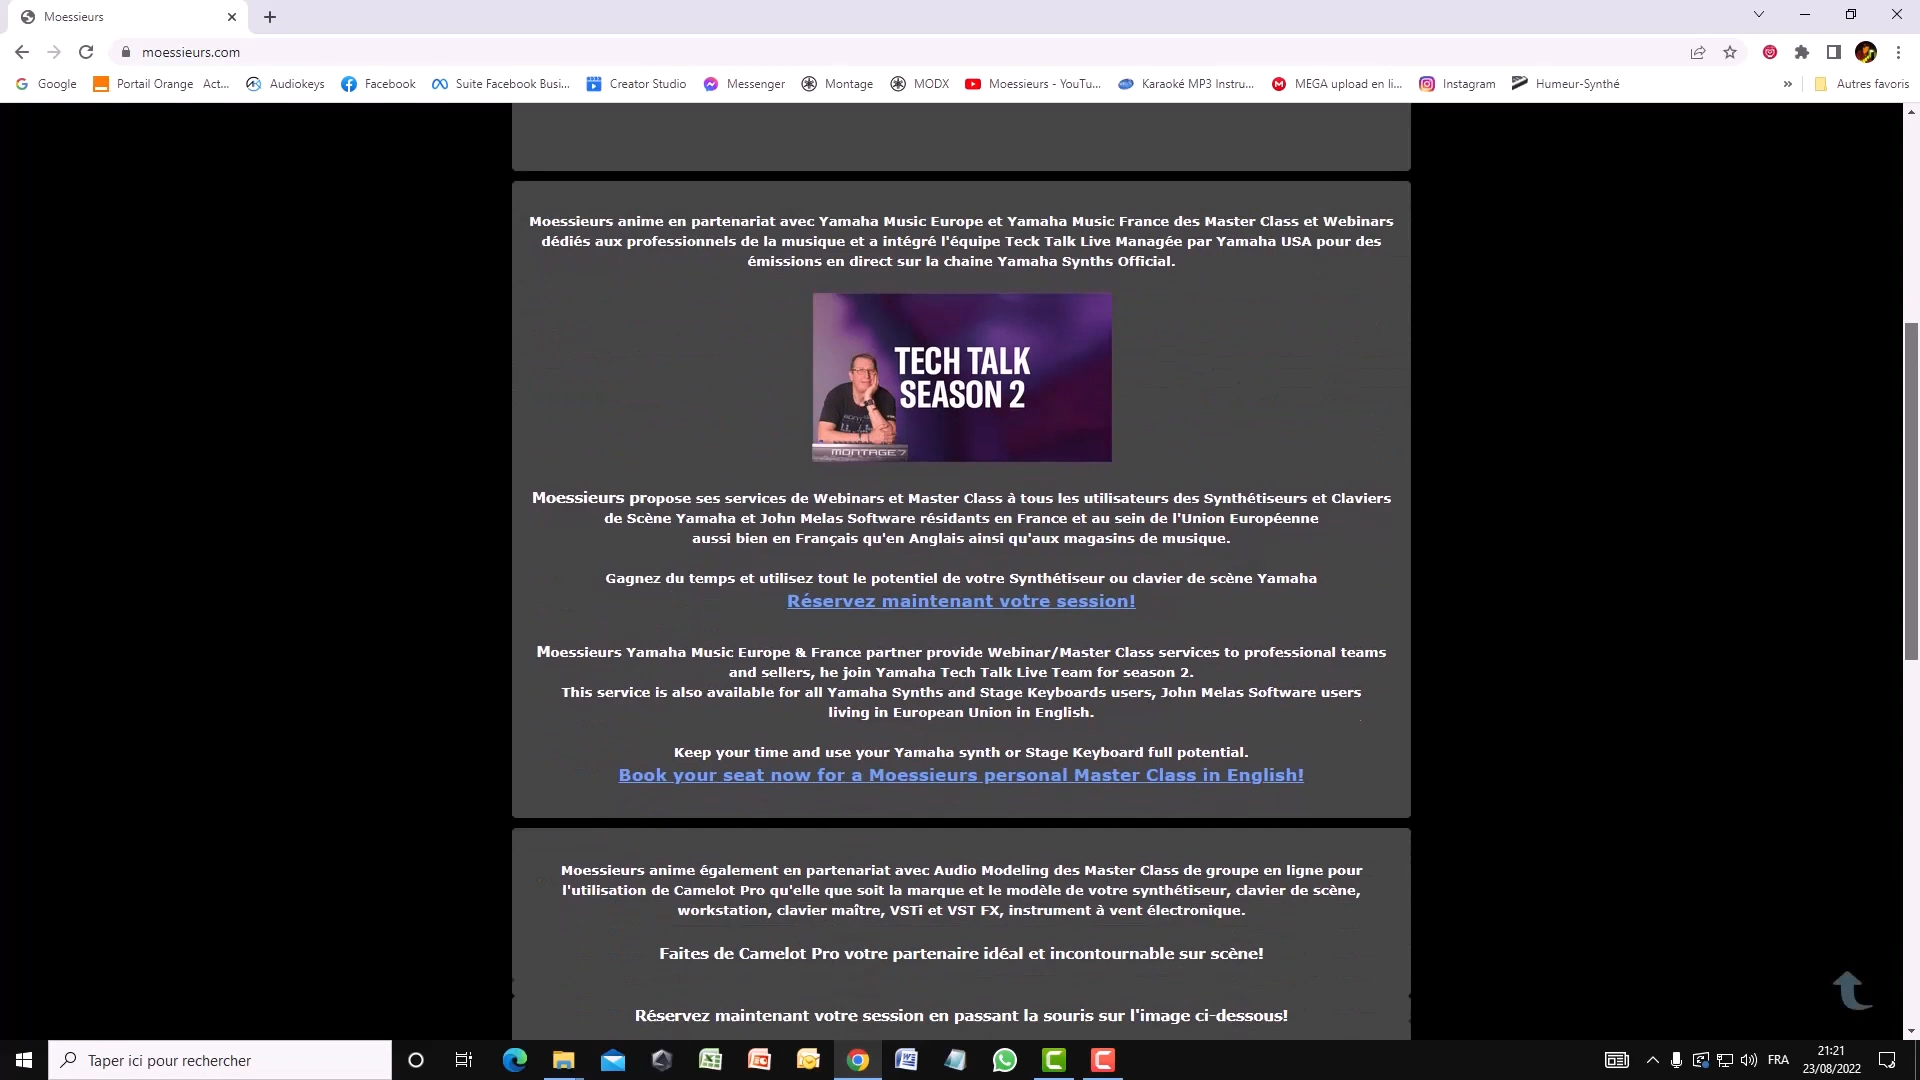 Moessieurs
moessieurs.com
Google
Portail Orange Act...
Audiokeys
Facebook
Suite Facebook Busi...
Creator Studio
Messenger
Montage
MODX
Moessieurs - YouTu...
Karaoké MP3 Instru...
MEGA upload en li...
Instagram
Humeur-Synthé
»
Autres favoris
Moessieurs anime en partenariat avec Yamaha Music Europe et Yamaha Music France des Master Class et Webinars
dédiés aux professionnels de la musique et a intégré l'équipe Teck Talk Live Managée par Yamaha USA pour des
émissions en direct sur la chaine Yamaha Synths Official.
TECH TALK
SEASON 2
MONTAGE 7
Moessieurs propose ses services de Webinars et Master Class à tous les utilisateurs des Synthétiseurs et Claviers
de Scène Yamaha et John Melas Software résidants en France et au sein de l'Union Européenne
aussi bien en Français qu'en Anglais ainsi qu'aux magasins de musique.
Gagnez du temps et utilisez tout le potentiel de votre Synthétiseur ou clavier de scène Yamaha
Réservez maintenant votre session!
Moessieurs Yamaha Music Europe & France partner provide Webinar/Master Class services to professional teams
and sellers, he join Yamaha Tech Talk Live Team for season 2.
This service is also available for all Yamaha Synths and Stage Keyboards users, John Melas Software users
living in European Union in English.
Keep your time and use your Yamaha synth or Stage Keyboard full potential.
Book your seat now for a Moessieurs personal Master Class in English!
Moessieurs anime également en partenariat avec Audio Modeling des Master Class de groupe en ligne pour
l'utilisation de Camelot Pro qu'elle que soit la marque et le modèle de votre synthétiseur, clavier de scène,
workstation, clavier maître, VSTi et VST FX, instrument à vent électronique.
Faites de Camelot Pro votre partenaire idéal et incontournable sur scène!
Réservez maintenant votre session en passant la souris sur l'image ci-dessous!
Taper ici pour rechercher
FRA
21:21
23/08/2022